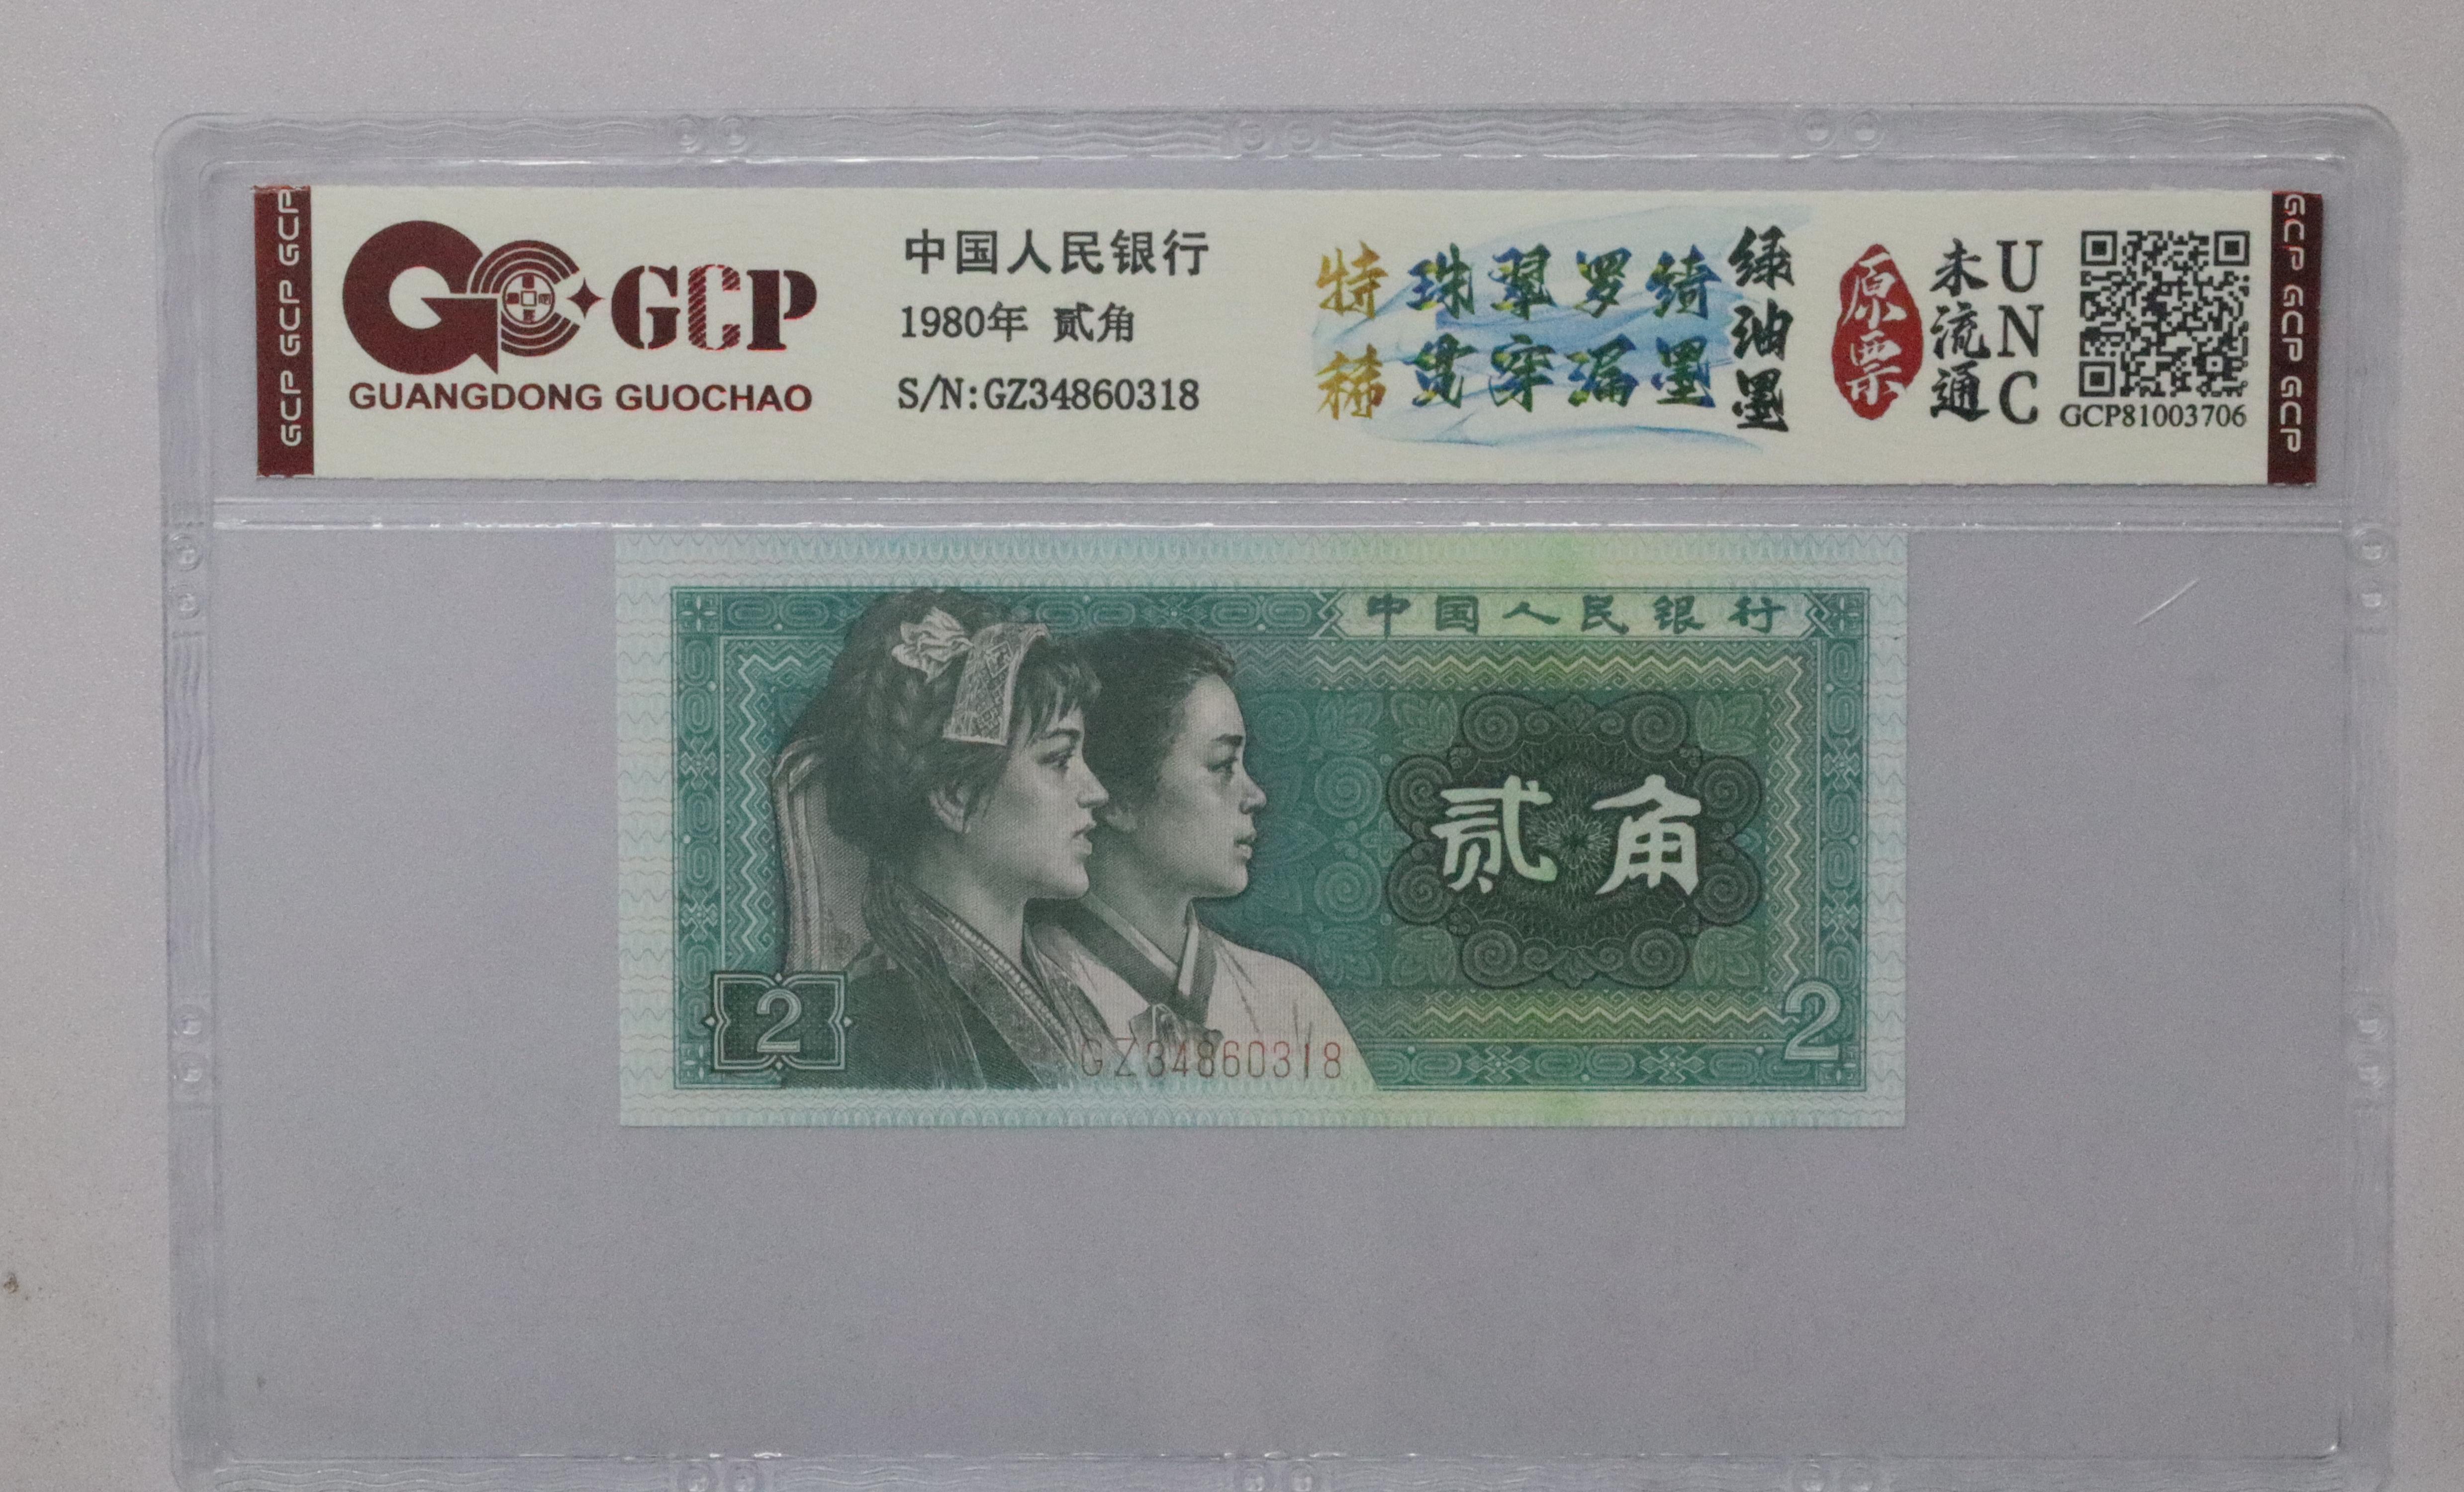 GCP GCP GCP
GCP
GUANGDONG GUOCHAO
中国人民银行
1980年 贰角
S/N:GZ34860318
特稀
珠翠罗绮
贯穿漏墨
绿油墨
原票
未流通
UNC
GCP81003706
GCP GCP GCP
中国人民银行
贰角
2
GZ34860318
2